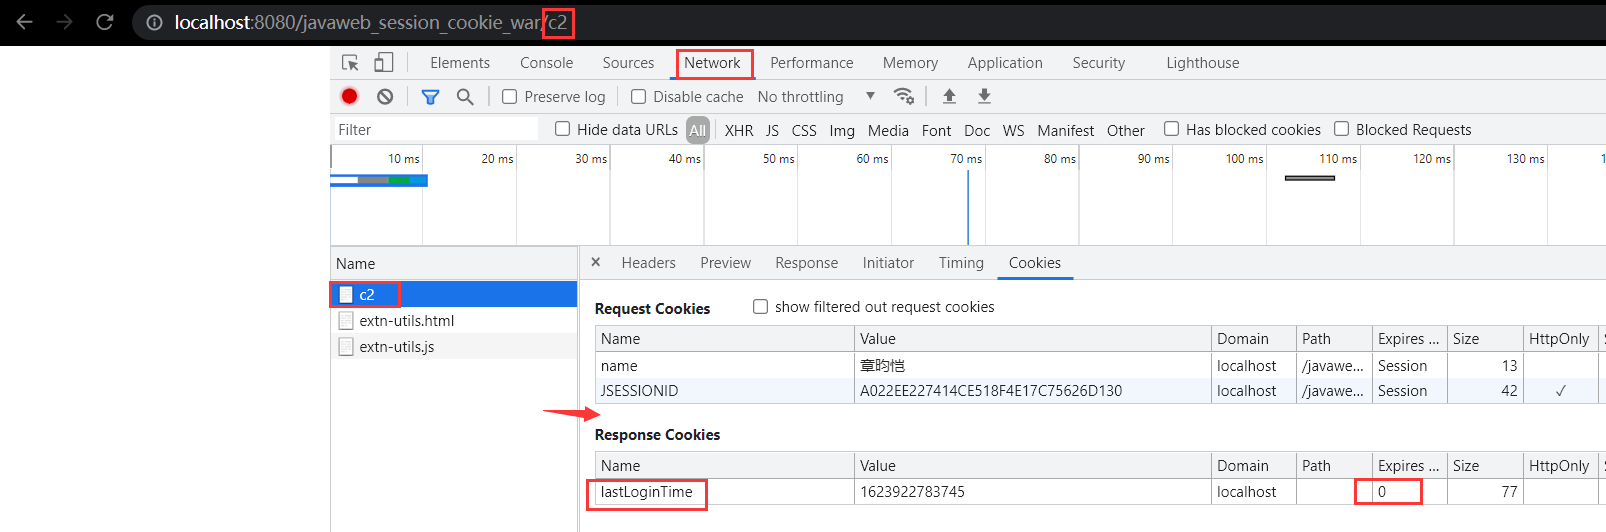 localhost:8080/javaweb_session_cookie_war/c2
Elements Console Sources Network Performance Memory Application Security Lighthouse
Preserve log Disable cache No throttling
Filter Hide data URLs All XHR JS CSS Img Media Font Doc WS Manifest Other Has blocked cookies Blocked Requests
10 ms 20 ms 30 ms 40 ms 50 ms 60 ms 70 ms 80 ms 90 ms 100 ms 110 ms 120 ms 130 ms 1
Name
c2
extn-utils.html
extn-utils.js
× Headers Preview Response Initiator Timing Cookies
Request Cookies show filtered out request cookies
Name Value Domain Path Expires ... Size HttpOnly
name 章昀恺 localhost /javawe... Session 13
JSESSIONID A022EE227414CE518F4E17C75626D130 localhost /javawe... Session 42 ✓
Response Cookies
Name Value Domain Path Expires ... Size HttpOnly
lastLoginTime 1623922783745 localhost 0 77